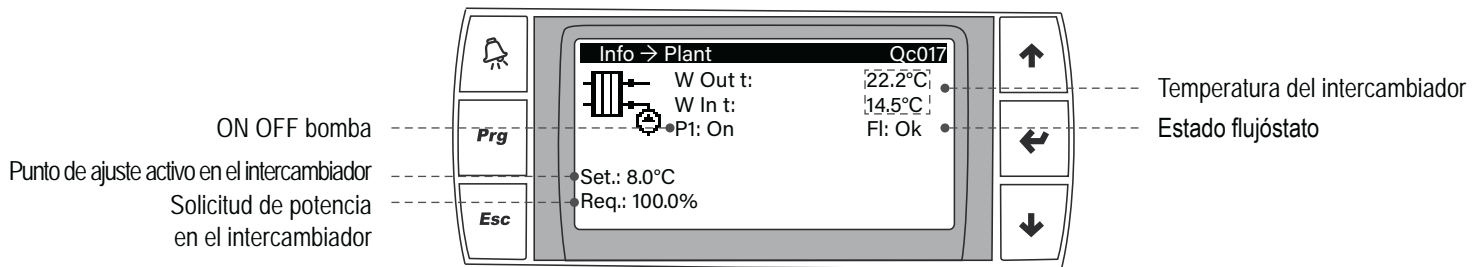 Info → Plant Qc017
W Out t: 22.2°C
W In t: 14.5°C
P1: On Fl: Ok
Set.: 8.0°C
Req.: 100.0%
Prg
Esc
ON OFF bomba
Punto de ajuste activo en el intercambiador
Solicitud de potencia
en el intercambiador
Temperatura del intercambiador
Estado flujóstato